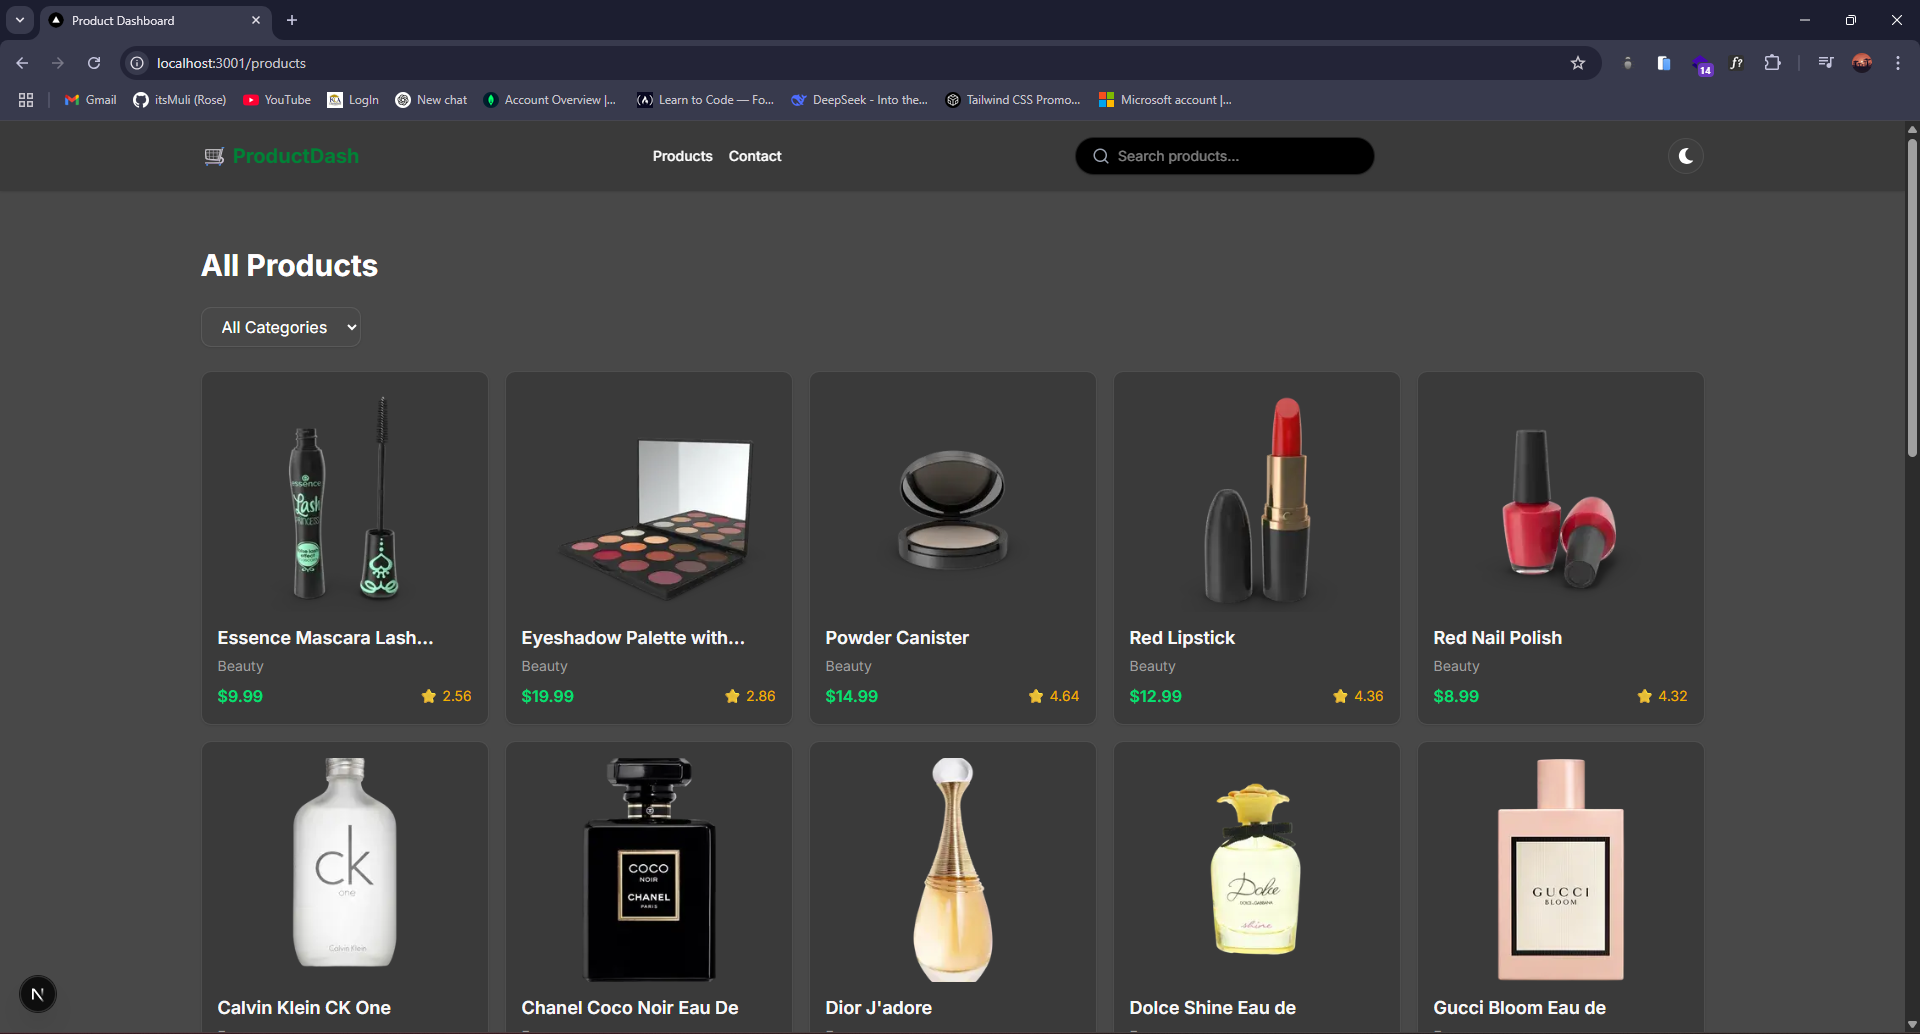 Product Dashboard
localhost:3001/products
14
f?
Gmail
itsMuli (Rose)
YouTube
LogIn
New chat
Account Overview |...
Learn to Code — Fo...
DeepSeek - Into the...
Tailwind CSS Promo...
Microsoft account |...
ProductDash
Products
Contact
Search products...
All Products
All Categories
essence
Lash
PRINCESS
Essence Mascara Lash...
Beauty
$9.99
2.56
Eyeshadow Palette with...
Beauty
$19.99
2.86
Powder Canister
Beauty
$14.99
4.64
Red Lipstick
Beauty
$12.99
4.36
Red Nail Polish
Beauty
$8.99
4.32
ck
one
Calvin Klein
Calvin Klein CK One
COCO
NOIR
CHANEL
PARIS
Chanel Coco Noir Eau De
Dior J'adore
Dolce
DOLCE&GABBANA
shine
Dolce Shine Eau de
GUCCI
BLOOM
Gucci Bloom Eau de
N